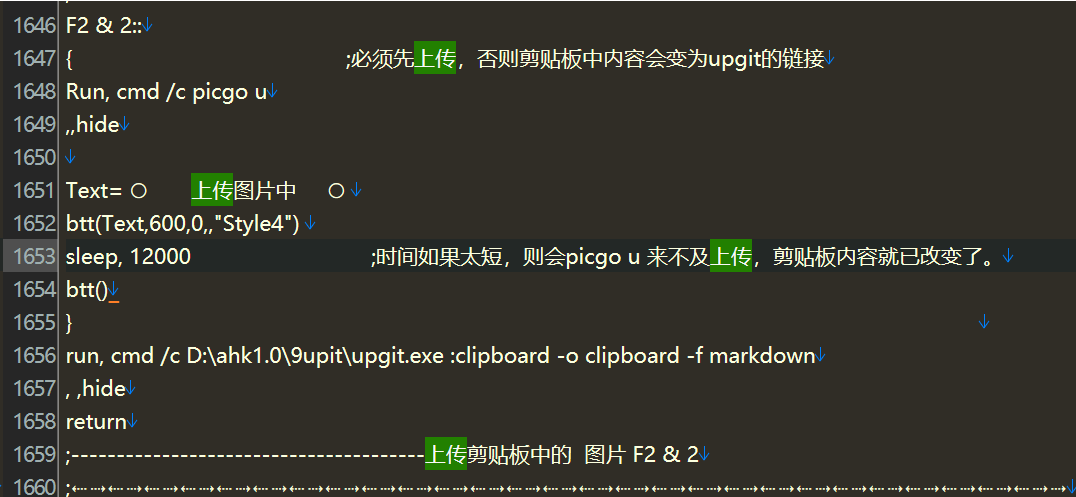 1646 F2 & 2::↓
1647 { ;必须先上传，否则剪贴板中内容会变为upgit的链接↓
1648 Run, cmd /c picgo u↓
1649 ,,hide↓
1650 ↓
1651 Text= ○ 上传图片中 ○ ↓
1652 btt(Text,600,0,,"Style4") ↓
1653 sleep, 12000 ;时间如果太短，则会picgo u 来不及上传，剪贴板内容就已改变了。↓
1654 btt()↓
1655 } ↓
1656 run, cmd /c D:\ahk1.0\9upit\upgit.exe :clipboard -o clipboard -f markdown↓
1657 , ,hide↓
1658 return↓
1659 ;---------------------------------------上传剪贴板中的 图片 F2 & 2↓
1660 ;←--→←--→←--→←--→←--→←--→←--→←--→←--→←--→←--→←--→←--→←--→←--→←--→←--→←--→←--→←--→←--→←--→←--→←--→←--→←--→←--→↓